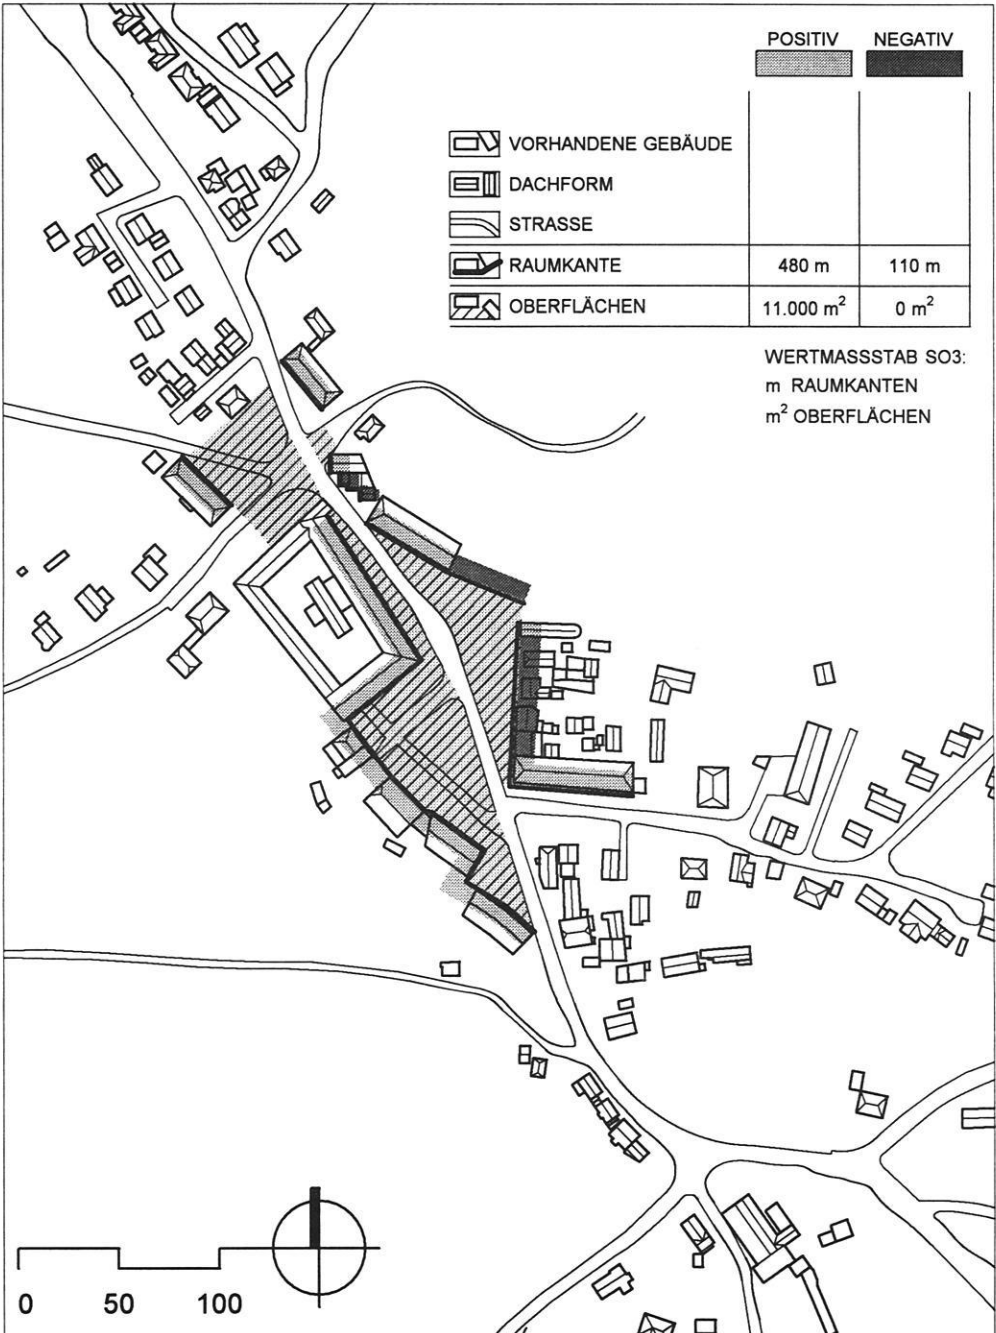 POSITIV NEGATIV
VORHANDENE GEBÄUDE
DACHFORM
STRASSE
RAUMKANTE 480 m 110 m
OBERFLÄCHEN 11.000 m² 0 m²
WERTMASSSTAB SO3:
m RAUMKANTEN
m² OBERFLÄCHEN
0 50 100